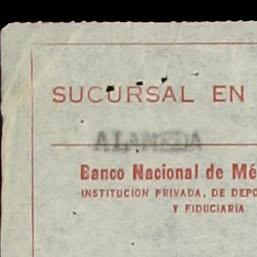 SUCURSAL EN
ALAMEDA
Banco Nacional de Mé
INSTITUCION PRIVADA, DE DEPO
Y FIDUCIARIA